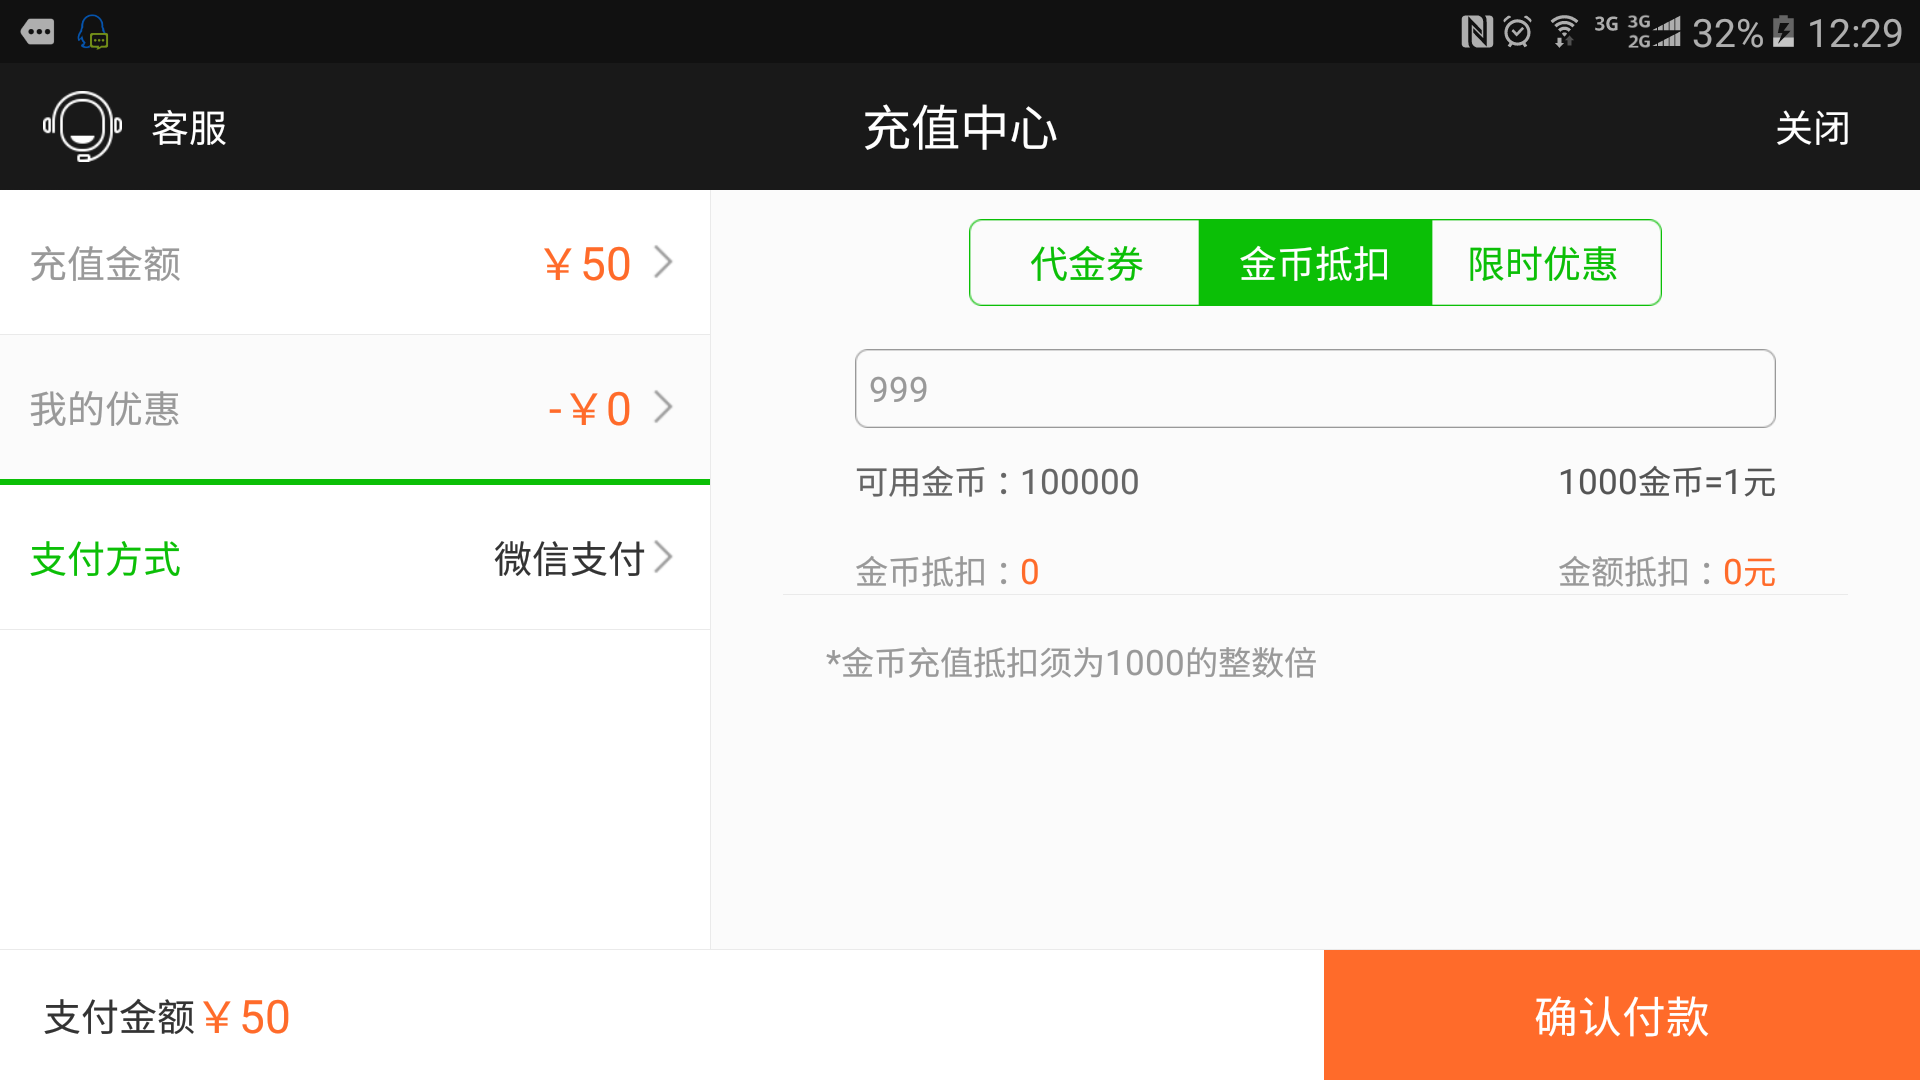 3G 3G 2G 32% 12:29
客服 充值中心 关闭
充值金额 ￥50
我的优惠 -￥0
支付方式 微信支付
代金券 金币抵扣 限时优惠
999
可用金币：100000 1000金币=1元
金币抵扣：0 金额抵扣：0元
*金币充值抵扣须为1000的整数倍
支付金额￥50 确认付款